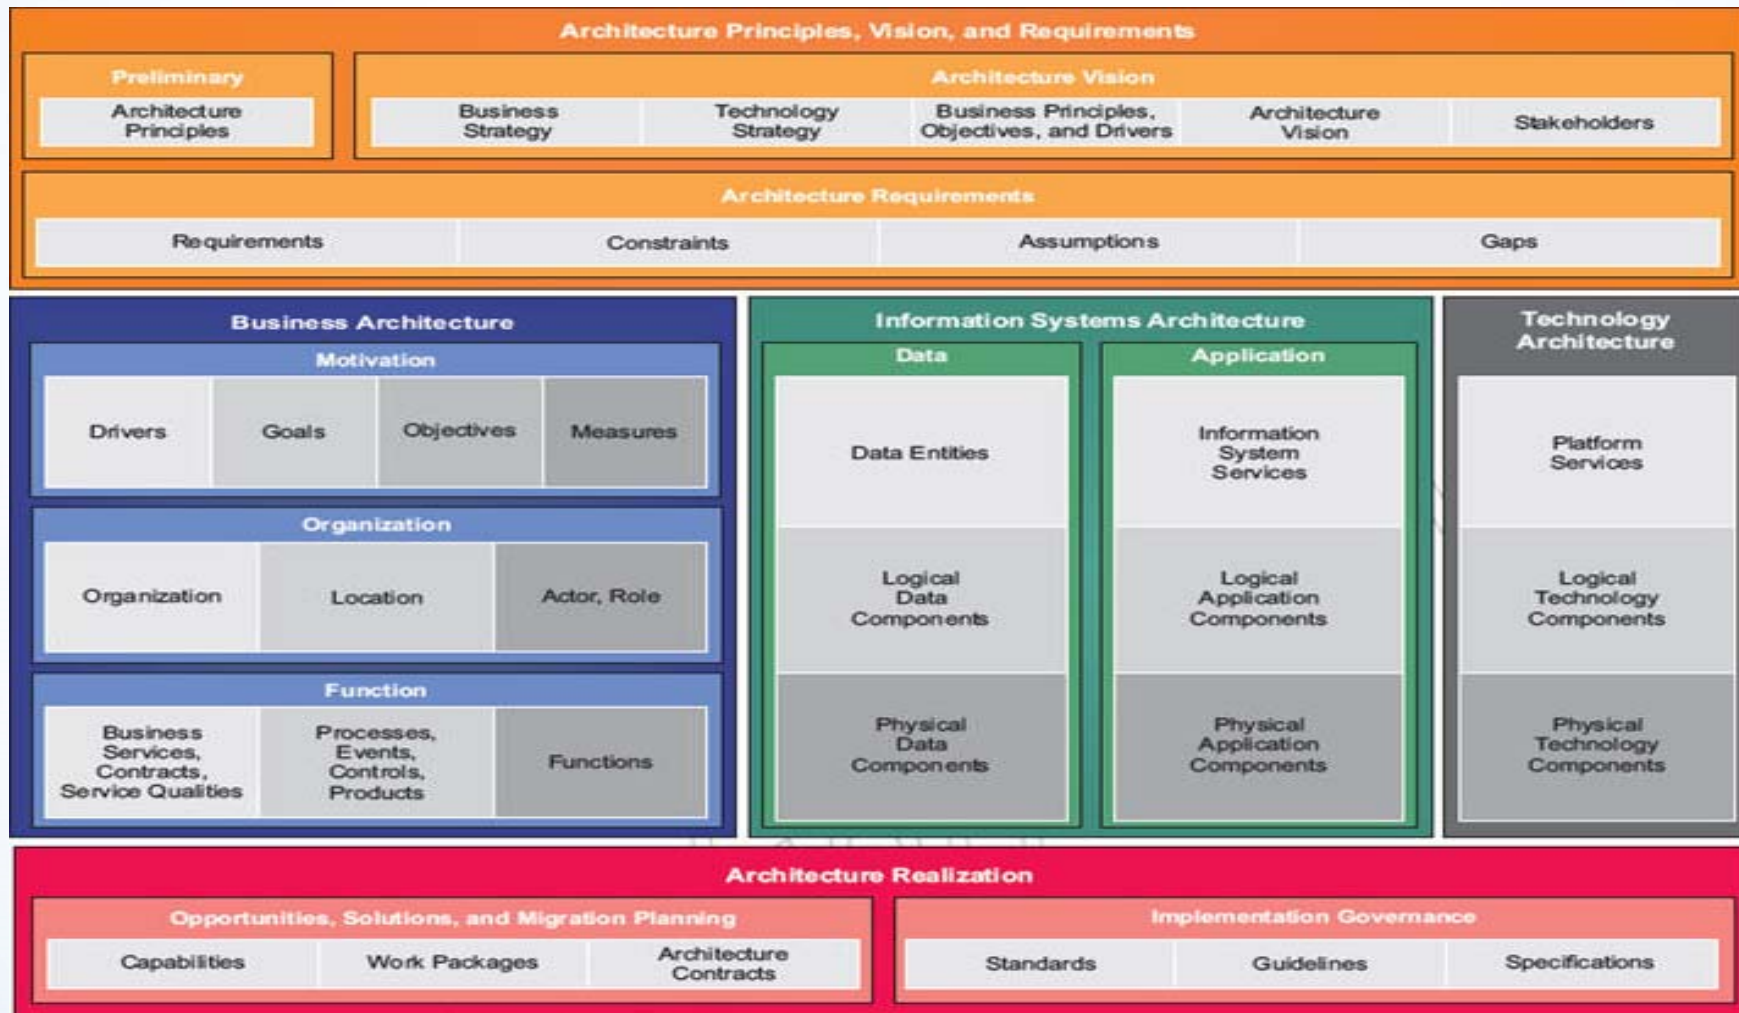 Architecture Principles, Vision, and Requirements
Preliminary
Architecture
Principles
Architecture Vision
Business
Strategy
Technology
Strategy
Business Principles,
Objectives, and Drivers
Architecture
Vision
Stakeholders
Architecture Requirements
Requirements
Constraints
Assumptions
Gaps
Business Architecture
Motivation
Drivers
Goals
Objectives
Measures
Organization
Organization
Location
Actor, Role
Function
Business
Services,
Contracts,
Service Qualities
Processes,
Events,
Controls,
Products
Functions
Information Systems Architecture
Data
Data Entities
Logical
Data
Components
Physical
Data
Components
Application
Information
System
Services
Logical
Application
Components
Physical
Application
Components
Technology
Architecture
Platform
Services
Logical
Technology
Components
Physical
Technology
Components
Architecture Realization
Opportunities, Solutions, and Migration Planning
Capabilities
Work Packages
Architecture
Contracts
Implementation Governance
Standards
Guidelines
Specifications